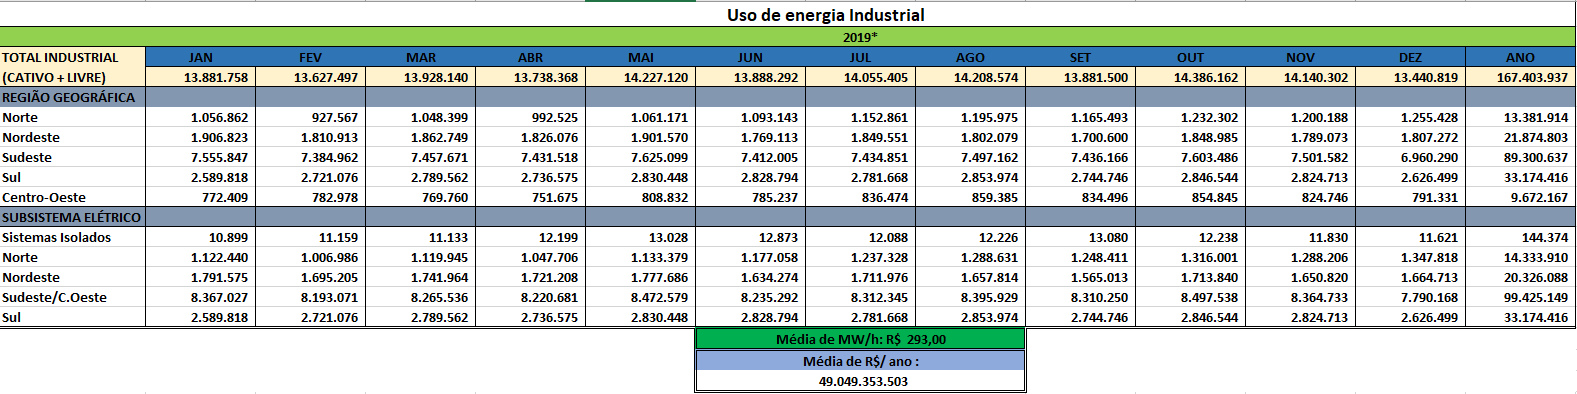 Uso de energia Industrial
2019*
TOTAL INDUSTRIAL JAN FEV MAR ABR MAI JUN JUL AGO SET OUT NOV DEZ ANO
(CATIVO + LIVRE) 13.881.758 13.627.497 13.928.140 13.738.368 14.227.120 13.888.292 14.055.405 14.208.574 13.881.500 14.386.162 14.140.302 13.440.819 167.403.937
REGIÃO GEOGRÁFICA
Norte 1.056.862 927.567 1.048.399 992.525 1.061.171 1.093.143 1.152.861 1.195.975 1.165.493 1.232.302 1.200.188 1.255.428 13.381.914
Nordeste 1.906.823 1.810.913 1.862.749 1.826.076 1.901.570 1.769.113 1.849.551 1.802.079 1.700.600 1.848.985 1.789.073 1.807.272 21.874.803
Sudeste 7.555.847 7.384.962 7.457.671 7.431.518 7.625.099 7.412.005 7.434.851 7.497.162 7.436.166 7.603.486 7.501.582 6.960.290 89.300.637
Sul 2.589.818 2.721.076 2.789.562 2.736.575 2.830.448 2.828.794 2.781.668 2.853.974 2.744.746 2.846.544 2.824.713 2.626.499 33.174.416
Centro-Oeste 772.409 782.978 769.760 751.675 808.832 785.237 836.474 859.385 834.496 854.845 824.746 791.331 9.672.167
SUBSISTEMA ELÉTRICO
Sistemas Isolados 10.899 11.159 11.133 12.199 13.028 12.873 12.088 12.226 13.080 12.238 11.830 11.621 144.374
Norte 1.122.440 1.006.986 1.119.945 1.047.706 1.133.379 1.177.058 1.237.328 1.288.631 1.248.411 1.316.001 1.288.206 1.347.818 14.333.910
Nordeste 1.791.575 1.695.205 1.741.964 1.721.208 1.777.686 1.634.274 1.711.976 1.657.814 1.565.013 1.713.840 1.650.820 1.664.713 20.326.088
Sudeste/C.Oeste 8.367.027 8.193.071 8.265.536 8.220.681 8.472.579 8.235.292 8.312.345 8.395.929 8.310.250 8.497.538 8.364.733 7.790.168 99.425.149
Sul 2.589.818 2.721.076 2.789.562 2.736.575 2.830.448 2.828.794 2.781.668 2.853.974 2.744.746 2.846.544 2.824.713 2.626.499 33.174.416
Média de MW/h: R$ 293,00
Média de R$/ ano :
49.049.353.503